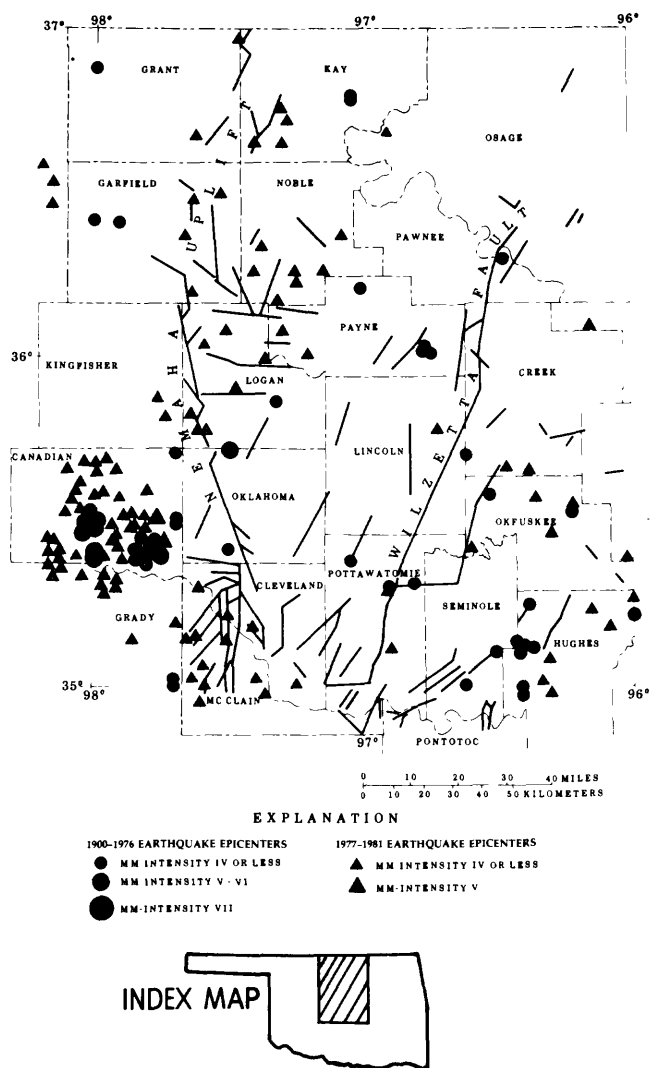 37° 98° 97° 96°
GRANT KAY
OSAGE
GARFIELD NOBLE
UPLIFT
PAWNEE
FAULT
PAYNE
36° 36°
KINGFISHER
NEMAHA
LOGAN
CREEK
WILZETTA
CANADIAN
LINCOLN
OKLAHOMA
OKFUSKEE
CLEVELAND
POTTAWATOMIE
GRADY
SEMINOLE
HUGHES
35° 98° 96°
MC CLAIN
97° PONTOTOC
0 10 20 30 40 MILES
0 10 20 30 40 50 KILOMETERS
EXPLANATION
1900-1976 EARTHQUAKE EPICENTERS
MM INTENSITY IV OR LESS
MM INTENSITY V - VI
MM-INTENSITY VII
1977-1981 EARTHQUAKE EPICENTERS
MM INTENSITY IV OR LESS
MM-INTENSITY V
INDEX MAP